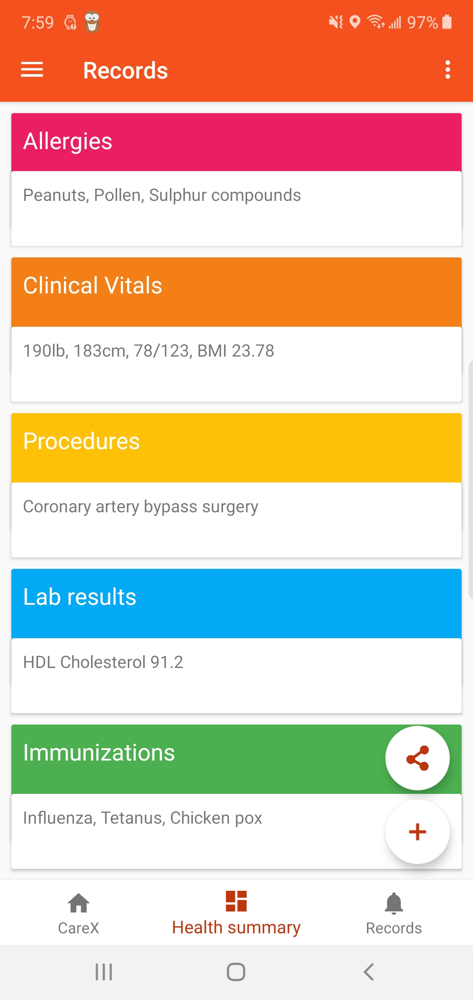 7:59 97%
Records
Allergies
Peanuts, Pollen, Sulphur compounds
Clinical Vitals
190lb, 183cm, 78/123, BMI 23.78
Procedures
Coronary artery bypass surgery
Lab results
HDL Cholesterol 91.2
Immunizations
Influenza, Tetanus, Chicken pox
CareX Health summary Records